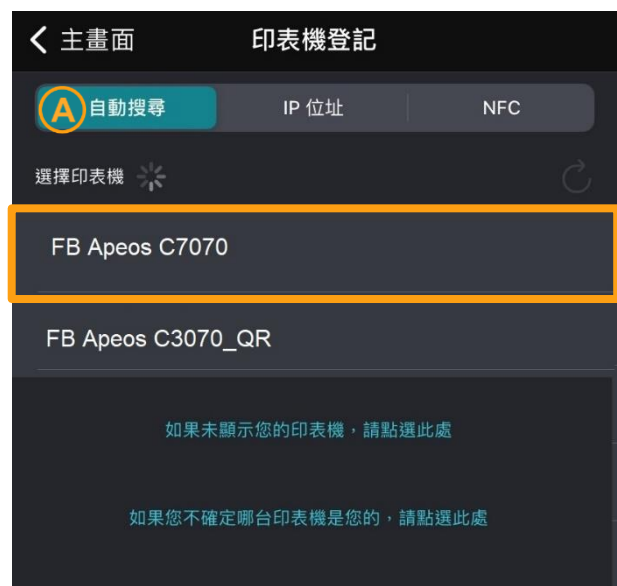 主畫面 印表機登記
A 自動搜尋 IP 位址 NFC
選擇印表機
FB Apeos C7070
FB Apeos C3070_QR
如果未顯示您的印表機，請點選此處
如果您不確定哪台印表機是您的，請點選此處